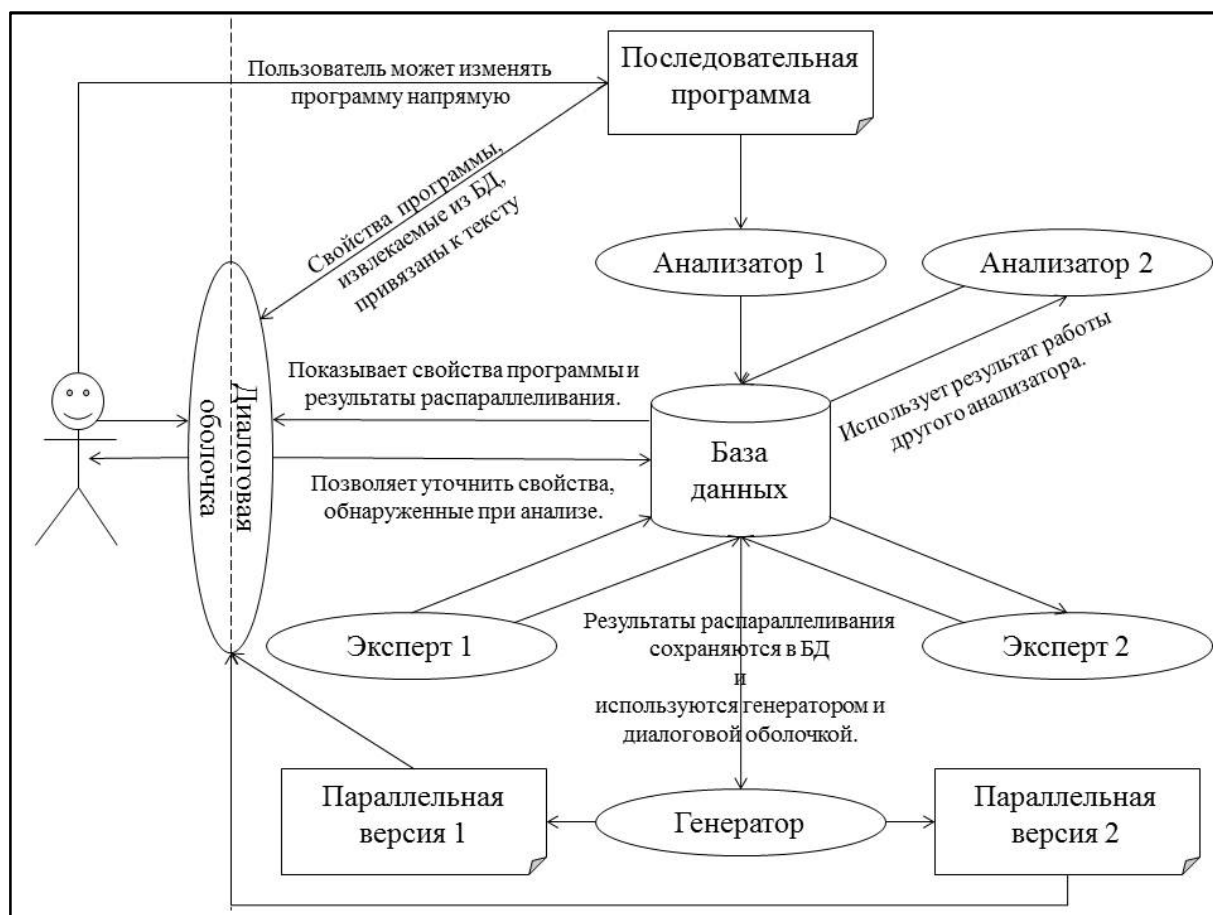 Последовательная
программа
Пользователь может изменять
программу напрямую
Свойства программы,
извлекаемые из БД,
привязаны к тексту
Анализатор 1
Анализатор 2
Использует результат работы
другого анализатора.
Диалоговая
оболочка
Показывает свойства программы и
результаты распараллеливания.
База
данных
Позволяет уточнить свойства,
обнаруженные при анализе.
Эксперт 1
Результаты распараллеливания
сохраняются в БД
и
используются генератором и
диалоговой оболочкой.
Эксперт 2
Параллельная
версия 1
Генератор
Параллельная
версия 2